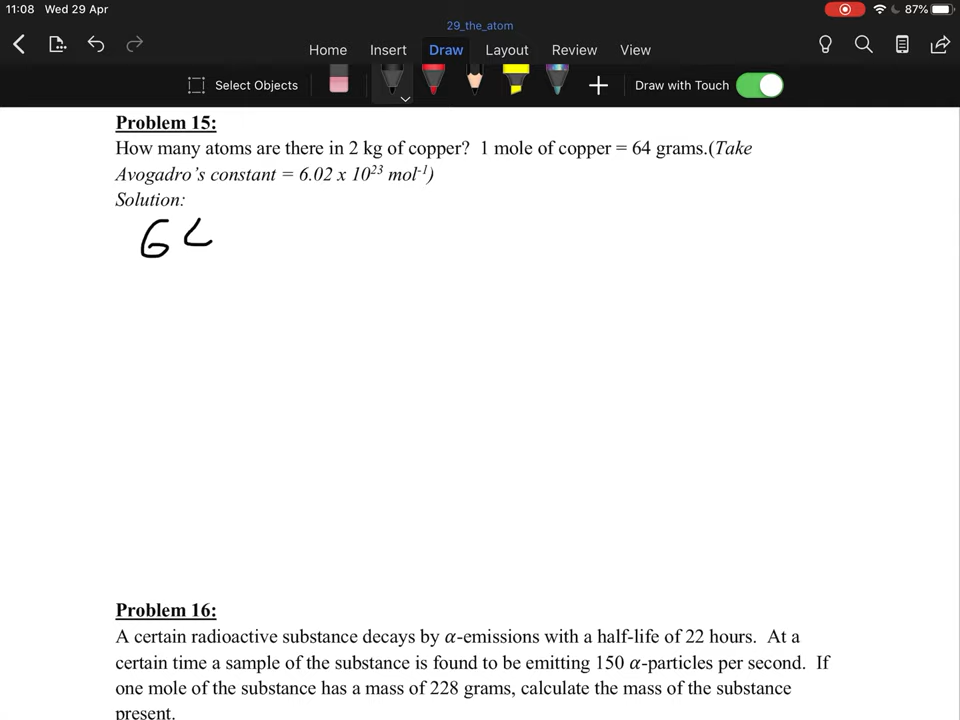 11:08 Wed 29 Apr
87%
29_the_atom
Home Insert Draw Layout Review View
Select Objects
Draw with Touch
Problem 15:
How many atoms are there in 2 kg of copper? 1 mole of copper = 64 grams.(Take
Avogadro's constant = 6.02 x 10²³ mol⁻¹)
Solution:
6
Problem 16:
A certain radioactive substance decays by α-emissions with a half-life of 22 hours. At a
certain time a sample of the substance is found to be emitting 150 α-particles per second. If
one mole of the substance has a mass of 228 grams, calculate the mass of the substance
present.